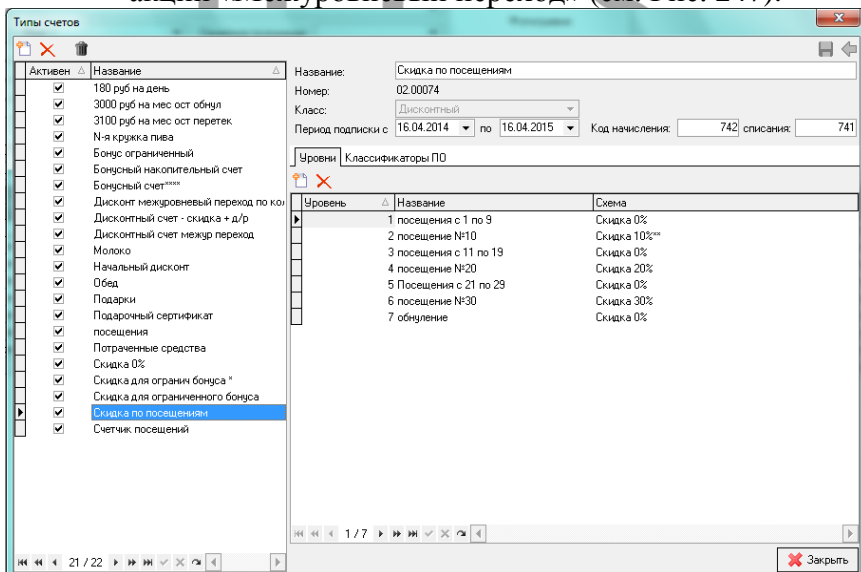 акции «Межуровневый переход» (см. Рис. 247).
Типы счетов
Активен Название
180 руб на день
3000 руб на мес ост обнул
3100 руб на мес ост перетек
N-я кружка пива
Бонус ограниченный
Бонусный накопительный счет
Бонусный счет****
Дисконт межуровневый переход по кол
Дисконтный счет - скидка + д/р
Дисконтный счет межур переход
Молоко
Начальный дисконт
Обед
Подарки
Подарочный сертификат
посещения
Потраченные средства
Скидка 0%
Скидка для огранич бонуса *
Скидка для ограниченного бонуса
Скидка по посещениям
Счетчик посещений
21 / 22
Название: Скидка по посещениям
Номер: 02.00074
Класс: Дисконтный
Период подписки с 16.04.2014 по 16.04.2015 Код начисления: 742 списания: 741
Уровни Классификаторы ПО
Уровень Название Схема
1 посещения с 1 по 9 Скидка 0%
2 посещение №10 Скидка 10%**
3 посещения с 11 по 19 Скидка 0%
4 посещение №20 Скидка 20%
5 Посещения с 21 по 29 Скидка 0%
6 посещение №30 Скидка 30%
7 обнуление Скидка 0%
1 / 7
Закрыть